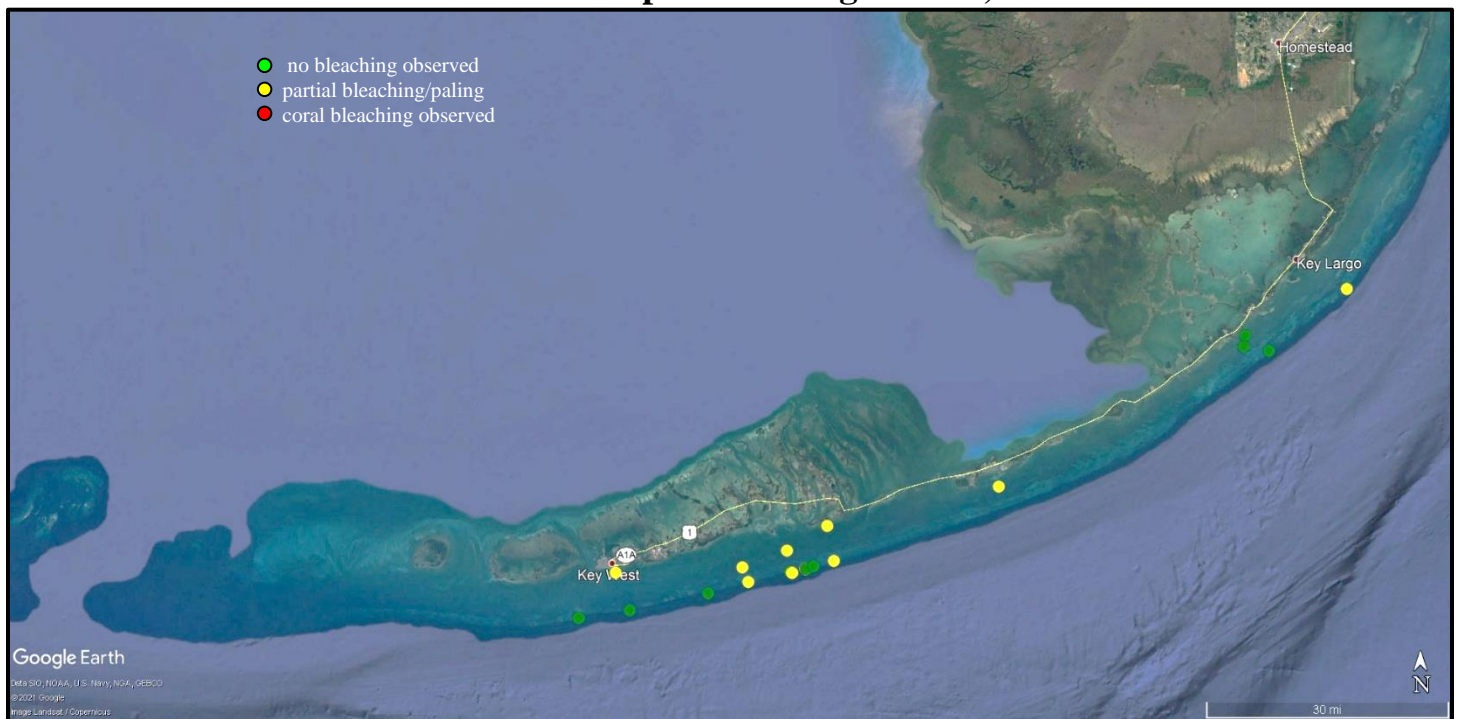 no bleaching observed
partial bleaching/paling
coral bleaching observed
Homestead
Key Largo
1
A1A
Key West
Google Earth
Data SIO, NOAA, U.S. Navy, NGA, GEBCO
©2021 Google
Image Landsat / Copernicus
N
30 mi